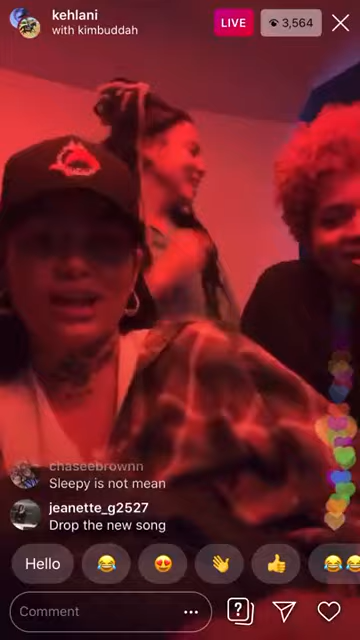 kehlani
with kimbuddah
LIVE
3,564
chaseebrownn
Sleepy is not mean
jeanette_g2527
Drop the new song
Hello
Comment